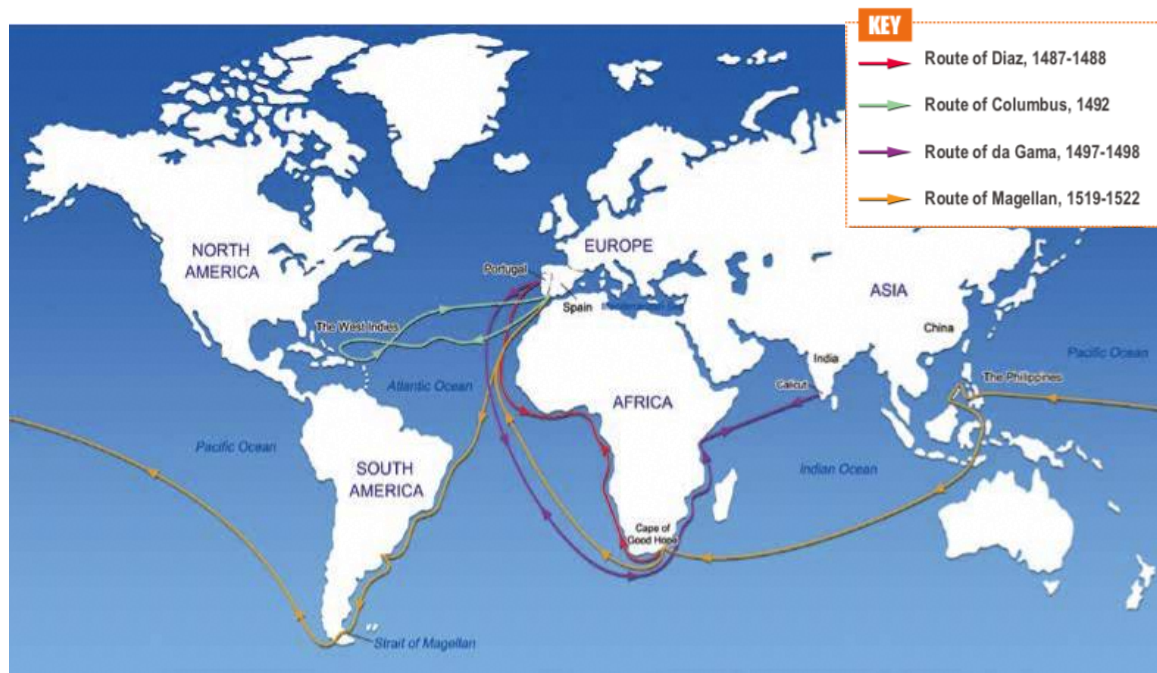 KEY
Route of Diaz, 1487-1488
Route of Columbus, 1492
Route of da Gama, 1497-1498
Route of Magellan, 1519-1522
NORTH
AMERICA
EUROPE
Portugal
Spain
ASIA
China
The West Indies
India
Pacific Ocean
Calicut
The Philippines
Atlantic Ocean
AFRICA
Pacific Ocean
SOUTH
AMERICA
Indian Ocean
Cape of
Good Hope
Strait of Magellan